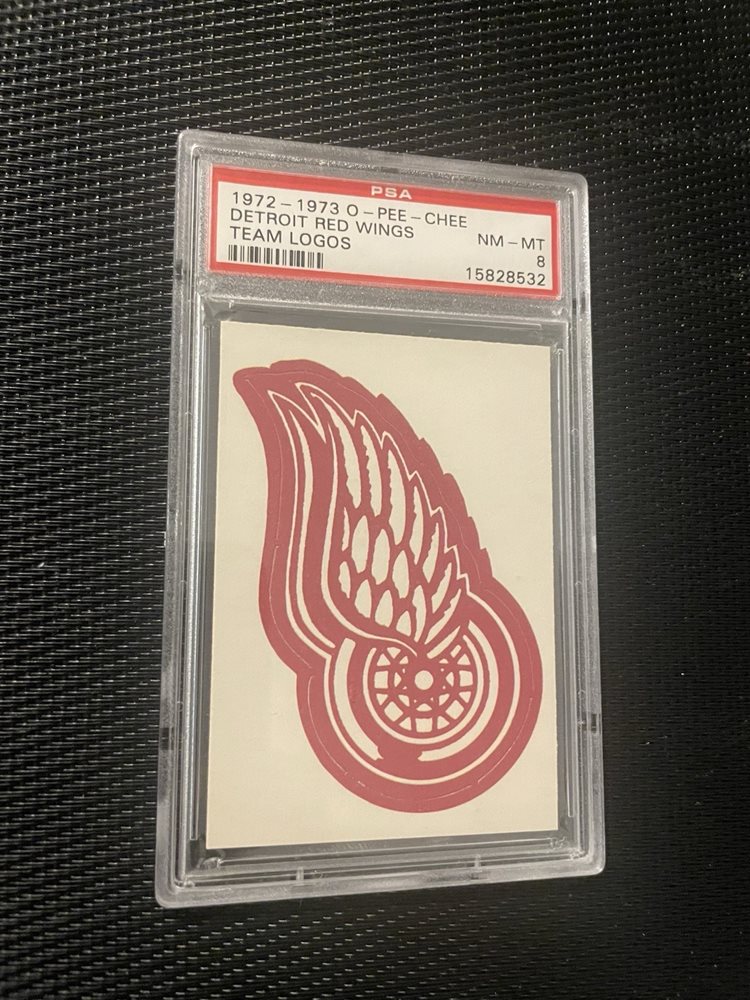 PSA
1972 – 1973 O – PEE – CHEE
DETROIT RED WINGS NM – MT
TEAM LOGOS 8
15828532